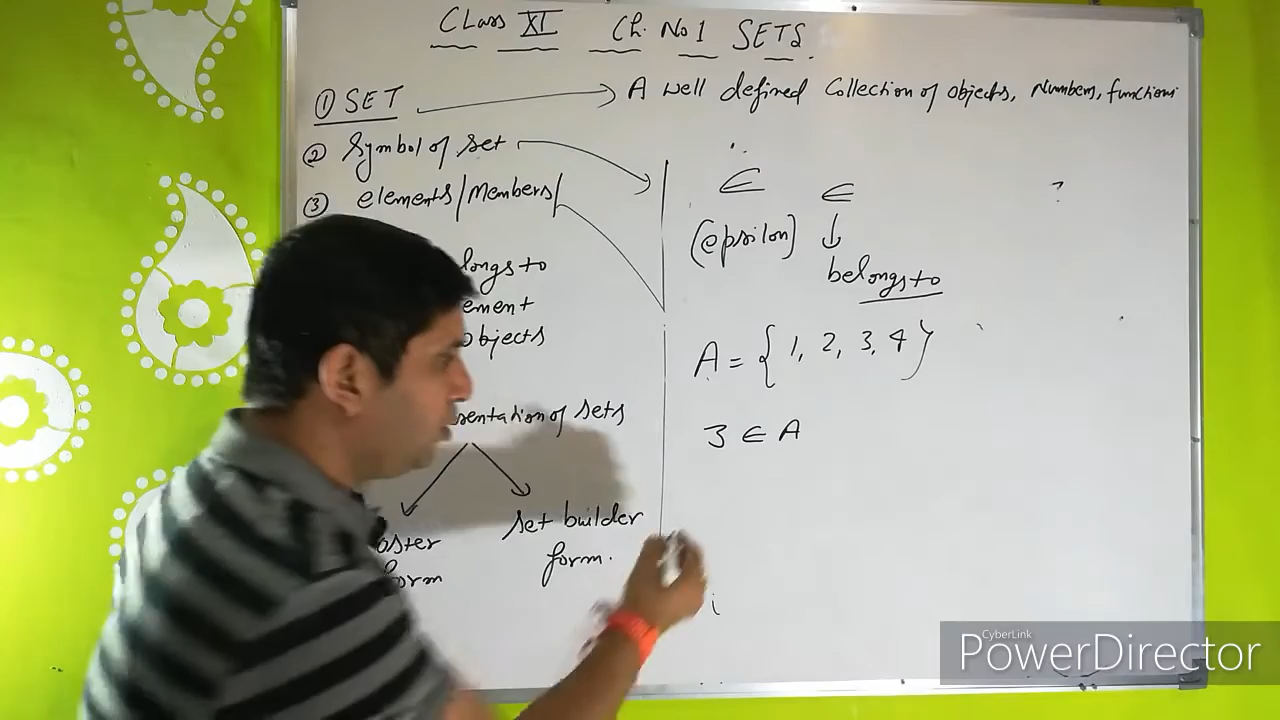 Class XI Ch. No 1 SETS
① SET → A well defined Collection of objects, Numbers, functions
② Symbol of set
③ elements/Members/
longs to
ement
objects
sentation of sets
oster
form
set builder
form.
∈ ∈
(epsilon) ↓
belongs to
A = {1, 2, 3, 4}
3 ∈ A
CyberLink
PowerDirector